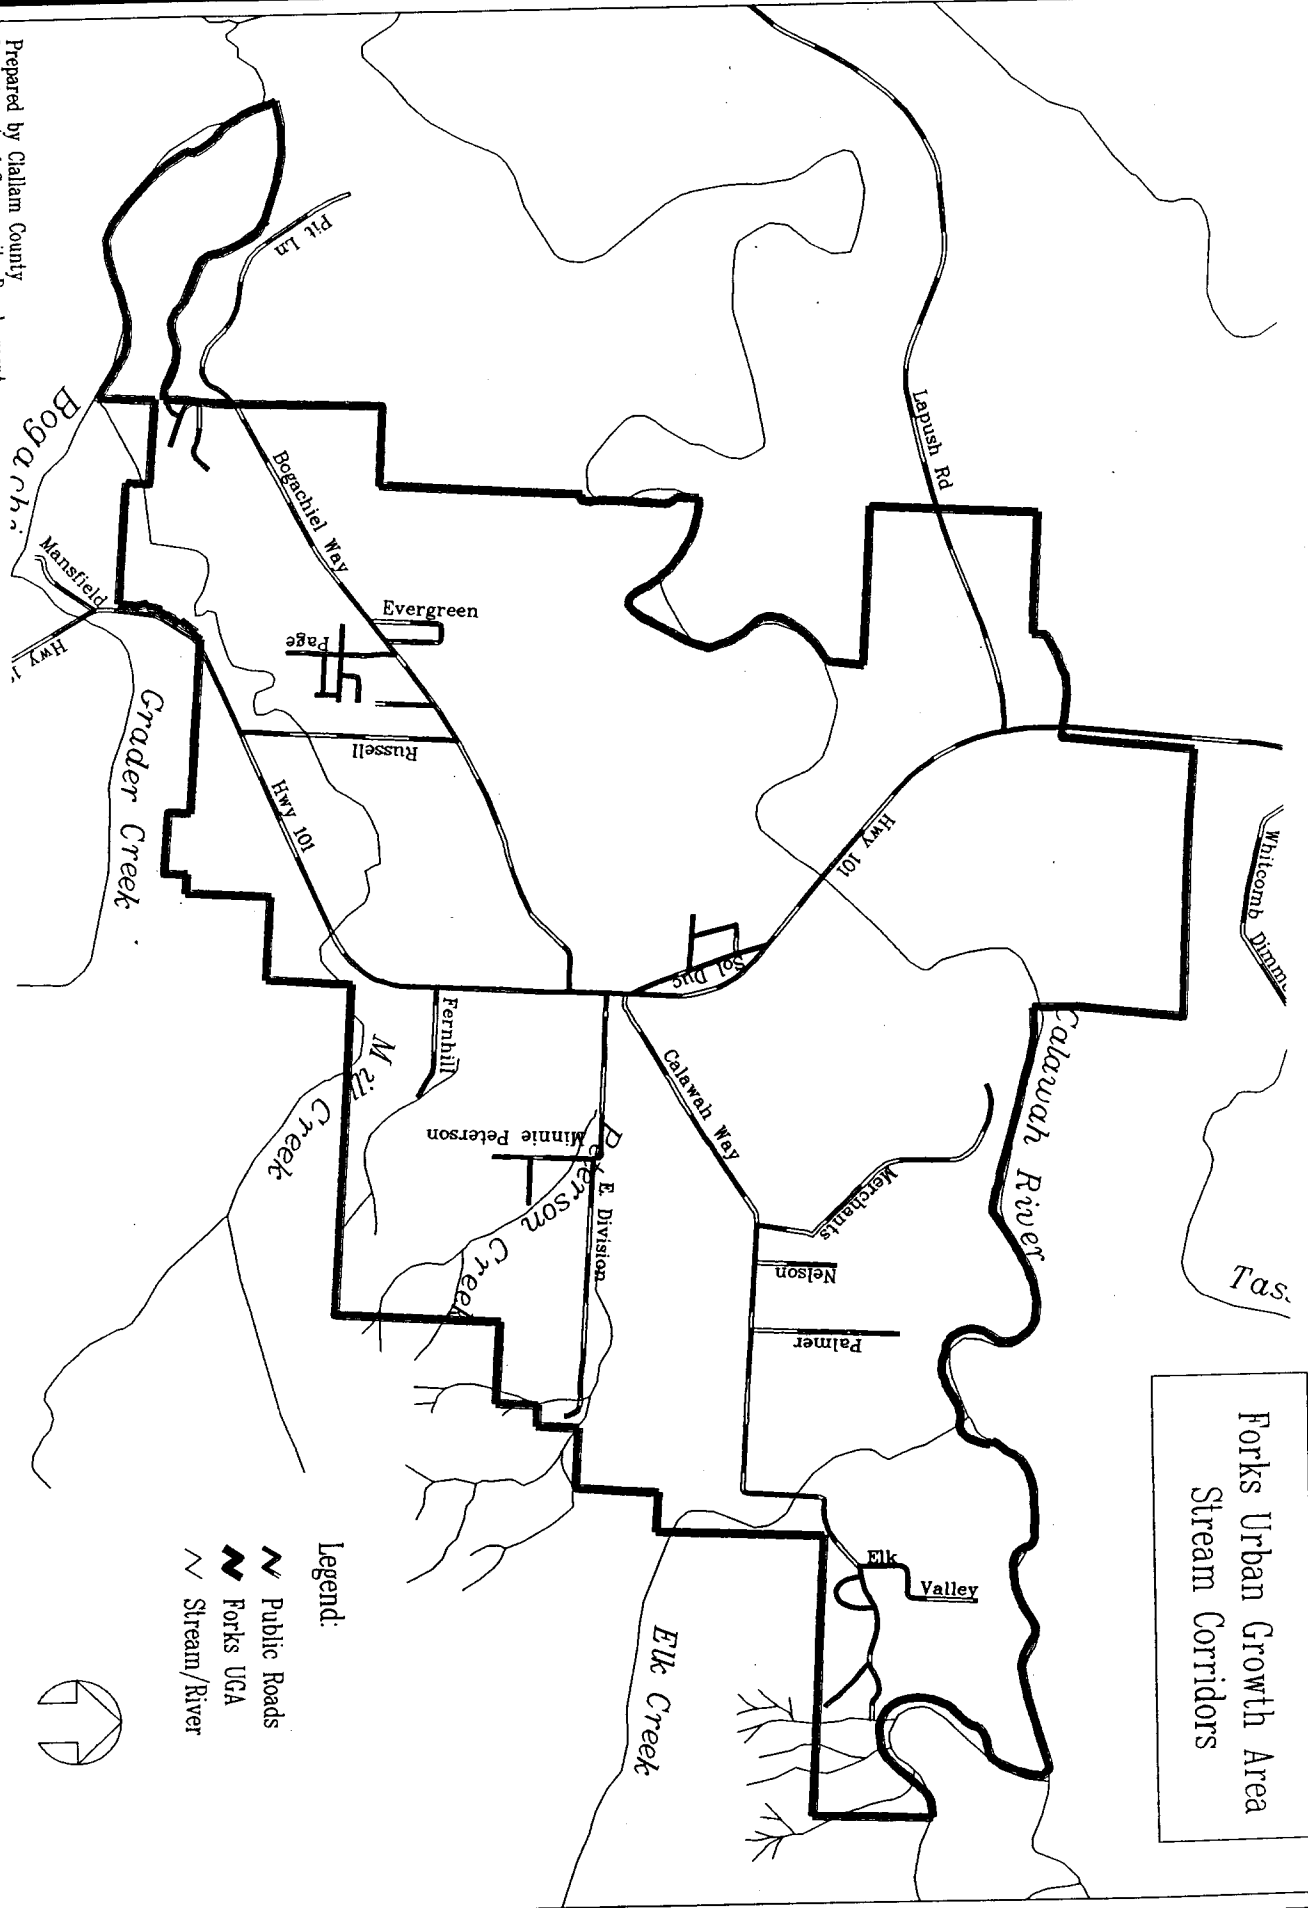 Forks Urban Growth Area
Stream Corridors
Whitcomb
Lapush Rd
Hwy 101
Calawah River
Sol Duc
Calawah Way
Merchants
Nelson
Palmer
Elk
Valley
Pit Ln
Bogachiel Way
Evergreen
Page
Russell
Hwy 101
Fernhill
Minnie Peterson
E. Division
Peterson
Creek
Mill
Creek
Elk Creek
Grader Creek
Mansfield
Hwy
Legend:
Public Roads
Forks UGA
Stream/River
Prepared by Clallam County